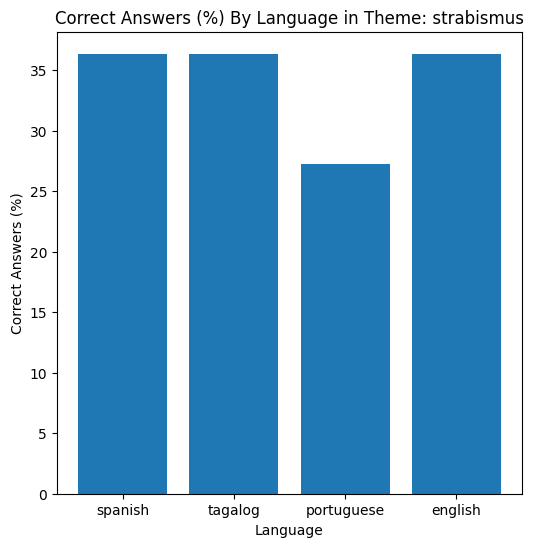 Correct Answers (%) By Language in Theme: strabismus
Correct Answers (%)
35
30
25
20
15
10
5
0
spanish tagalog portuguese english
Language